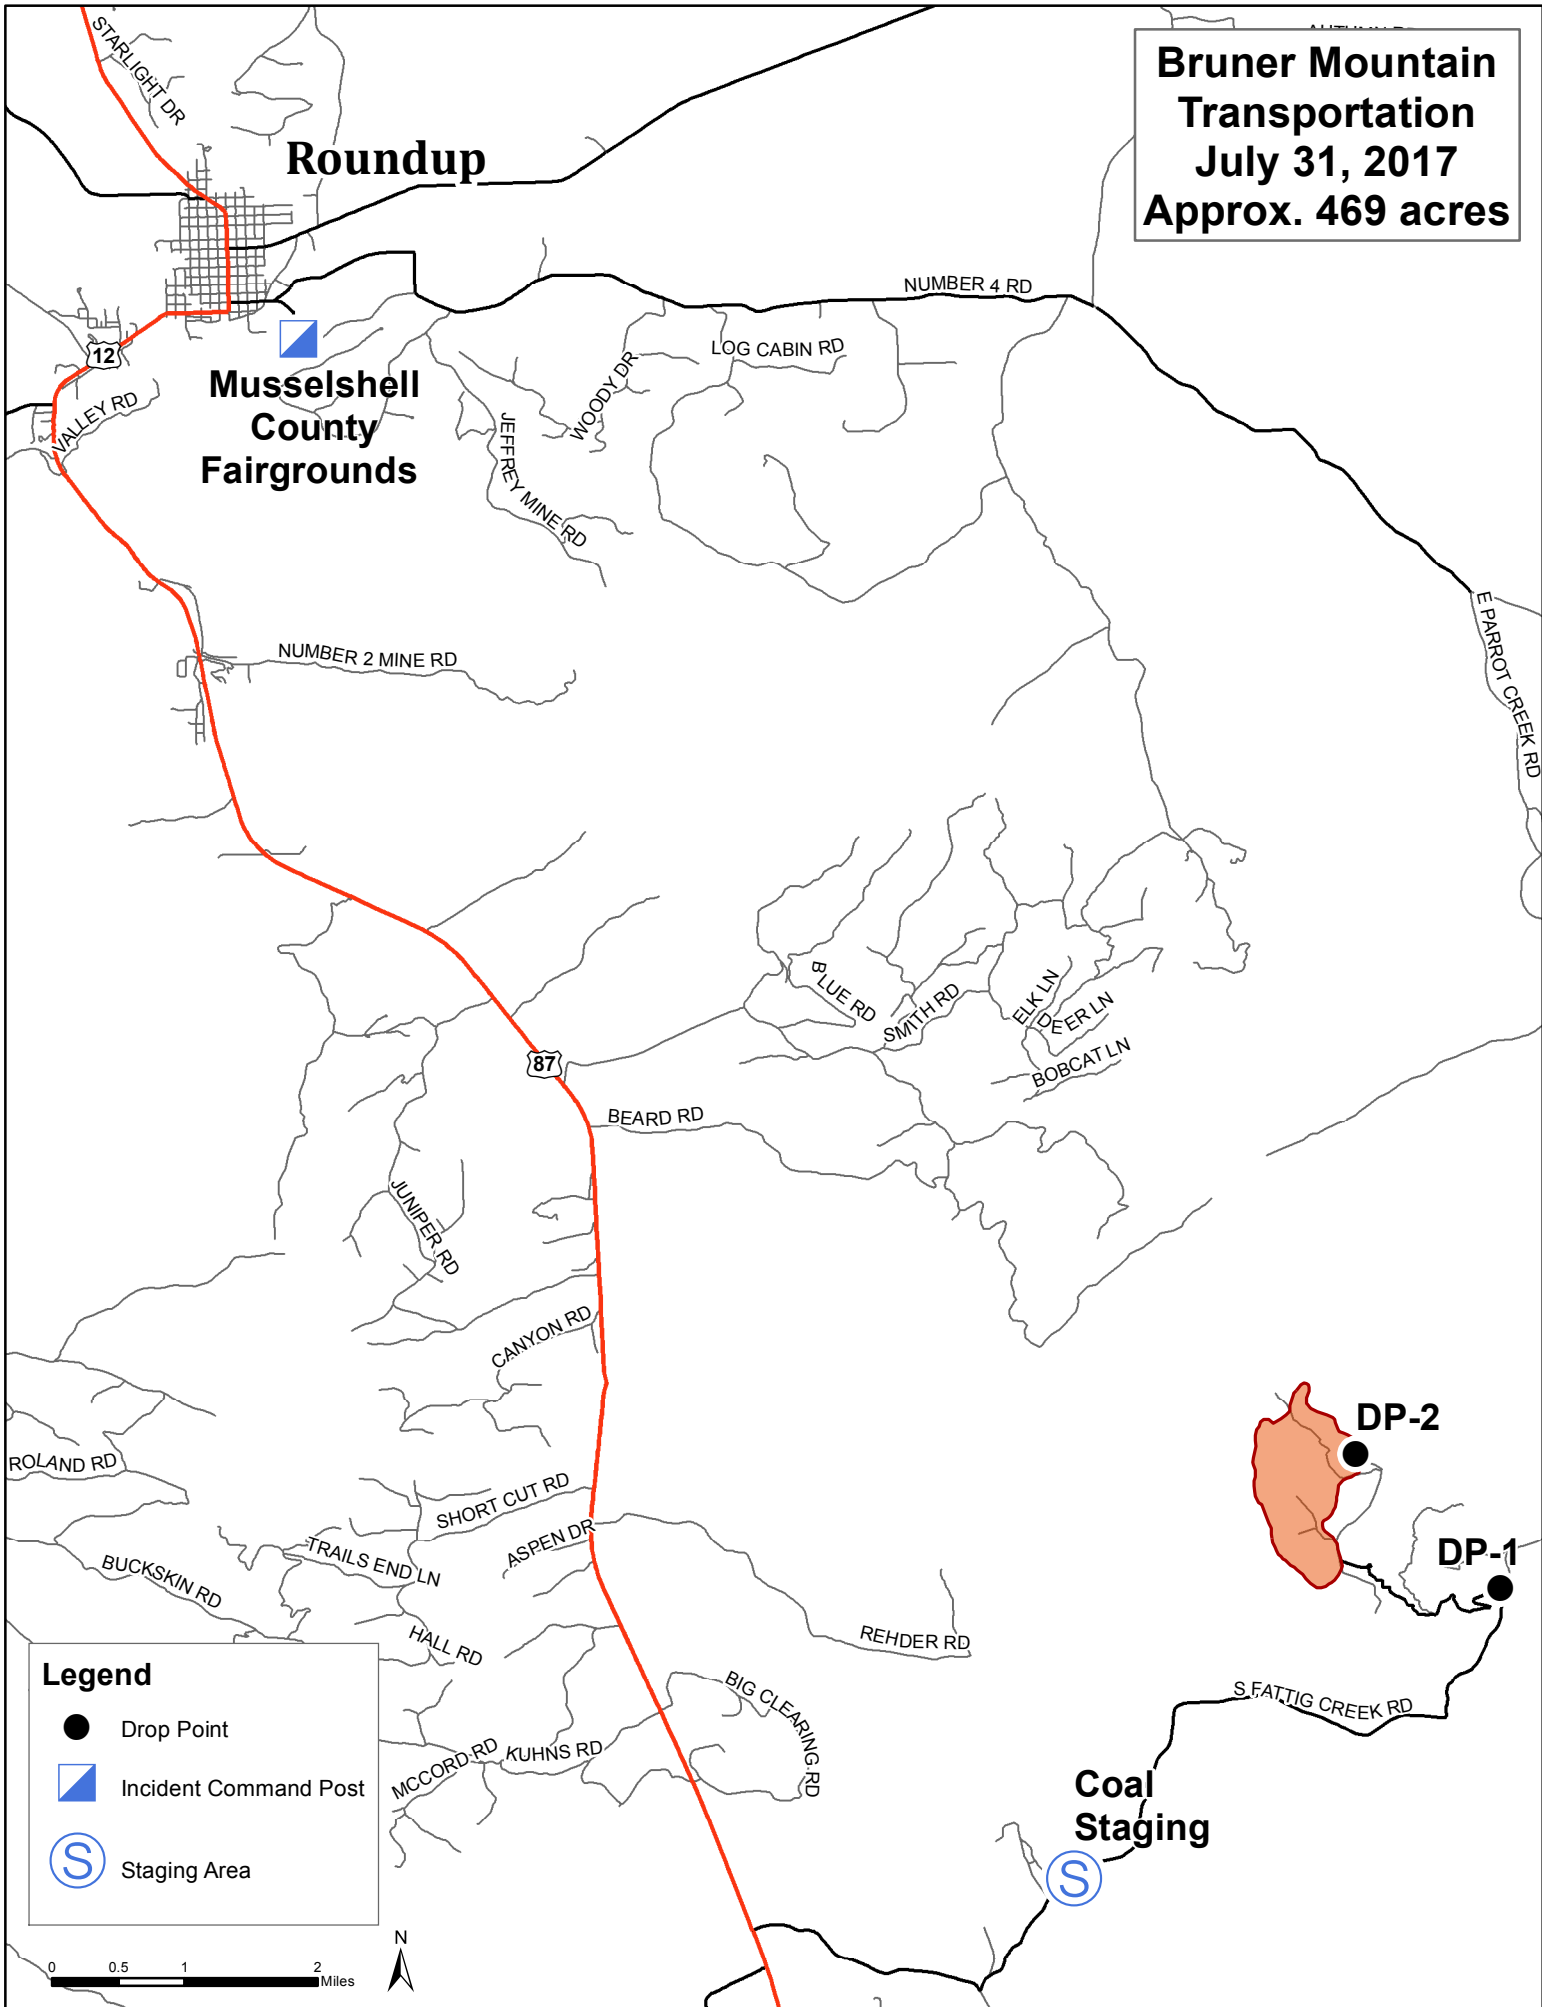 AUTUMN RD
Bruner Mountain
Transportation
July 31, 2017
Approx. 469 acres
STARLIGHT DR
Roundup
NUMBER 4 RD
12
LOG CABIN RD
WOODY DR
Musselshell
County
Fairgrounds
VALLEY RD
JEFFREY MINE RD
E PARROT CREEK RD
NUMBER 2 MINE RD
BLUE RD
SMITH RD
ELK LN
DEER LN
BOBCAT LN
87
BEARD RD
JUNIPER RD
CANYON RD
DP-2
ROLAND RD
SHORT CUT RD
ASPEN DR
TRAILS END LN
BUCKSKIN RD
DP-1
HALL RD
REHDER RD
BIG CLEARING RD
S FATTIG CREEK RD
KUHNS RD
MCCORD RD
Coal
Staging
S
Legend
Drop Point
Incident Command Post
S
Staging Area
N
0 0.5 1 2
Miles